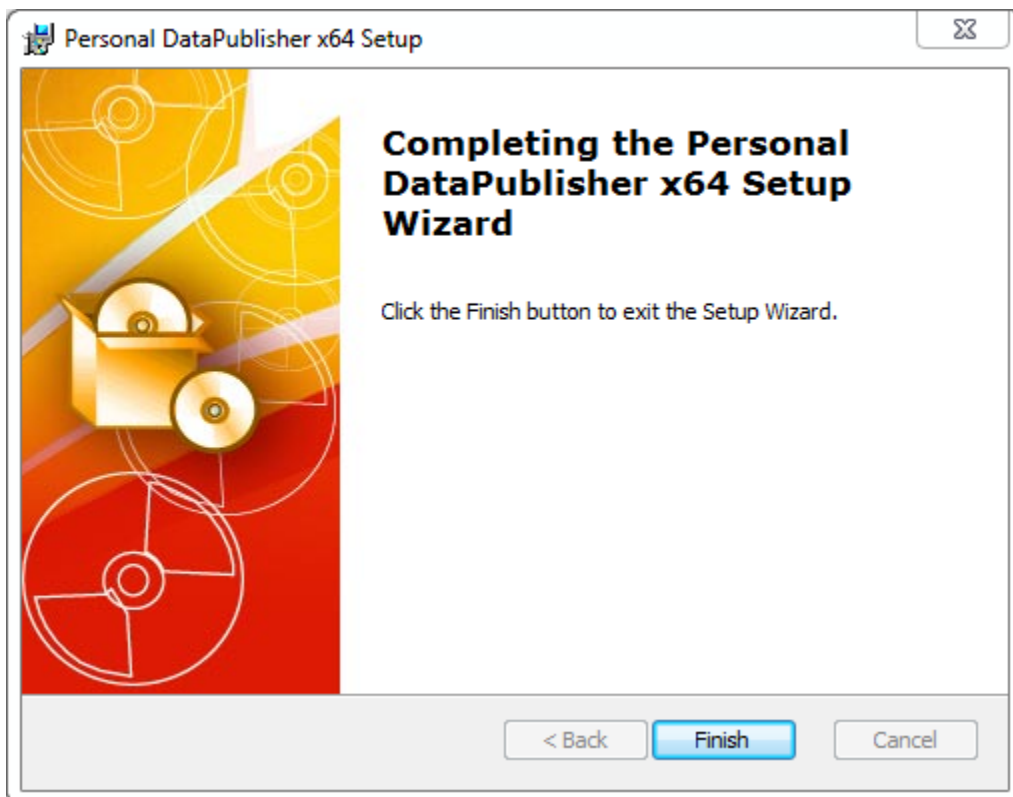 Personal DataPublisher x64 Setup
Completing the Personal
DataPublisher x64 Setup
Wizard
Click the Finish button to exit the Setup Wizard.
< Back
Finish
Cancel